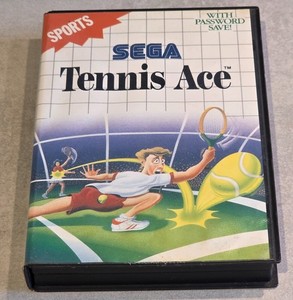 SPORTS
WITH
PASSWORD
SAVE!
SEGA
Tennis Ace™